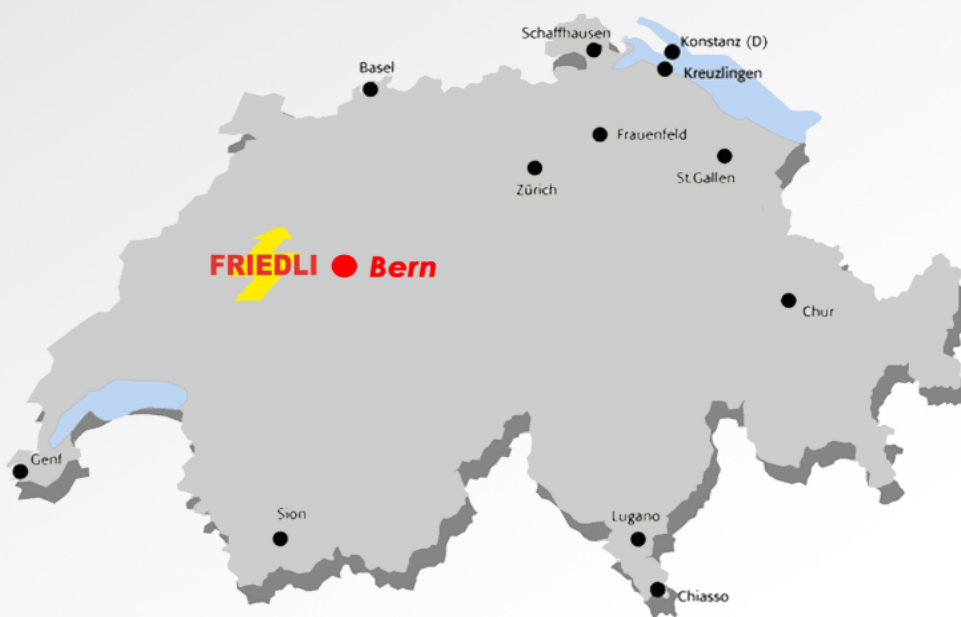 Schaffhausen
Konstanz (D)
Basel
Kreuzlingen
Frauenfeld
St.Gallen
Zürich
FRIEDLI
Bern
Chur
Genf
Sion
Lugano
Chiasso